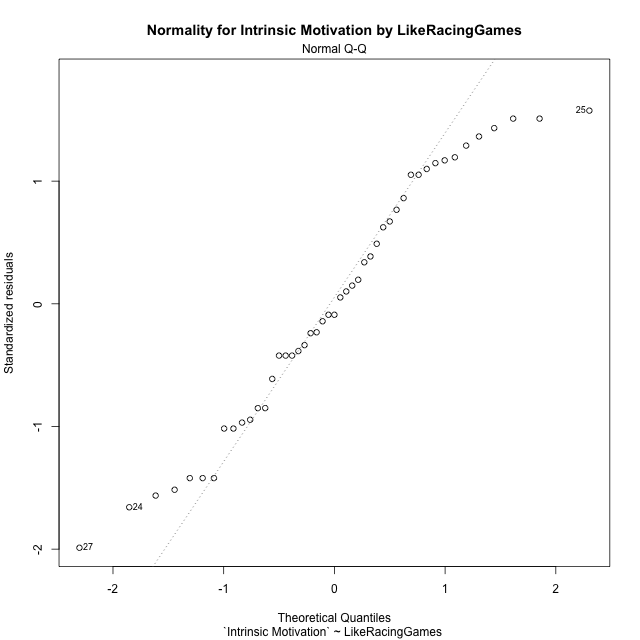 Normality for Intrinsic Motivation by LikeRacingGames
Normal Q-Q
25
1
0
-1
-2
24
27
Standardized residuals
-2 -1 0 1 2
Theoretical Quantiles
`Intrinsic Motivation` ~ LikeRacingGames